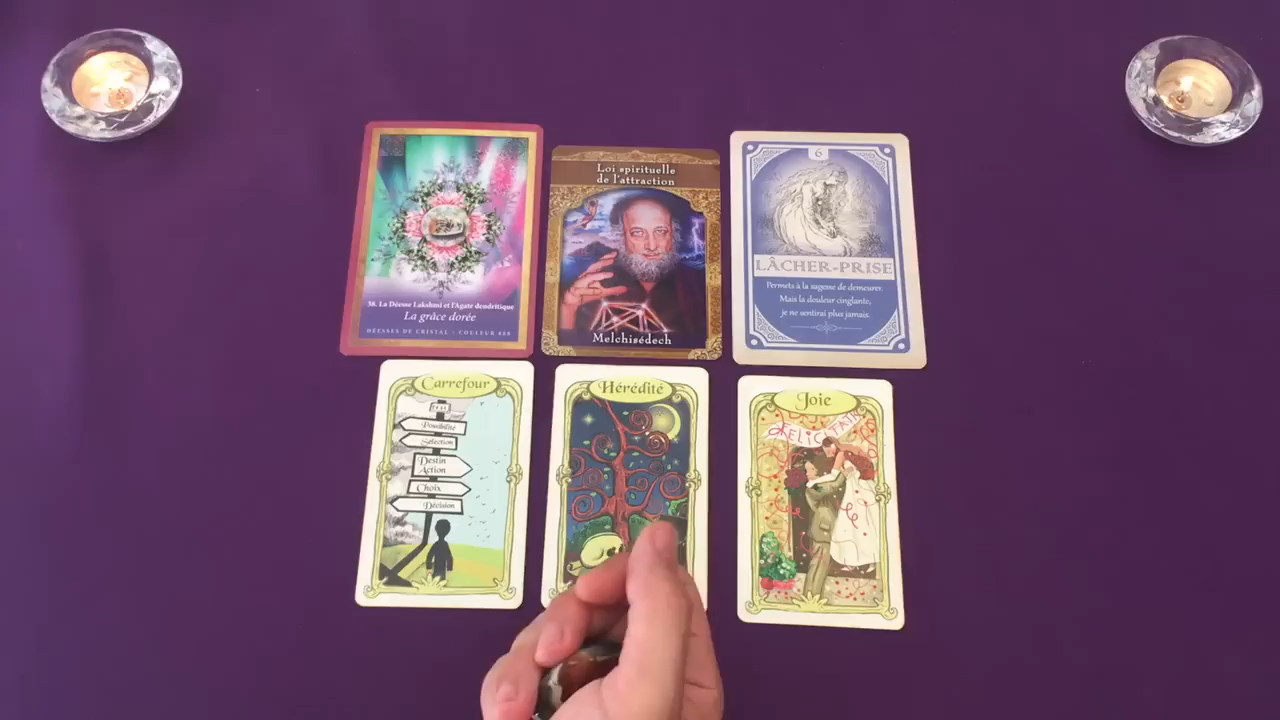 38. La Déesse Lakshmi et l'Agate dendritique
La grâce dorée
DÉESSES DE CRISTAL - COULEUR
Loi spirituelle
de l'attraction
Melchisédech
6
LÂCHER-PRISE
Permets à la sagesse de demeurer.
Mais la douleur cinglante,
je ne sentirai plus jamais.
Carrefour
Possibilité
Sélection
Destin
Action
Choix
Décision
Hérédité
Joie
FELICITATI